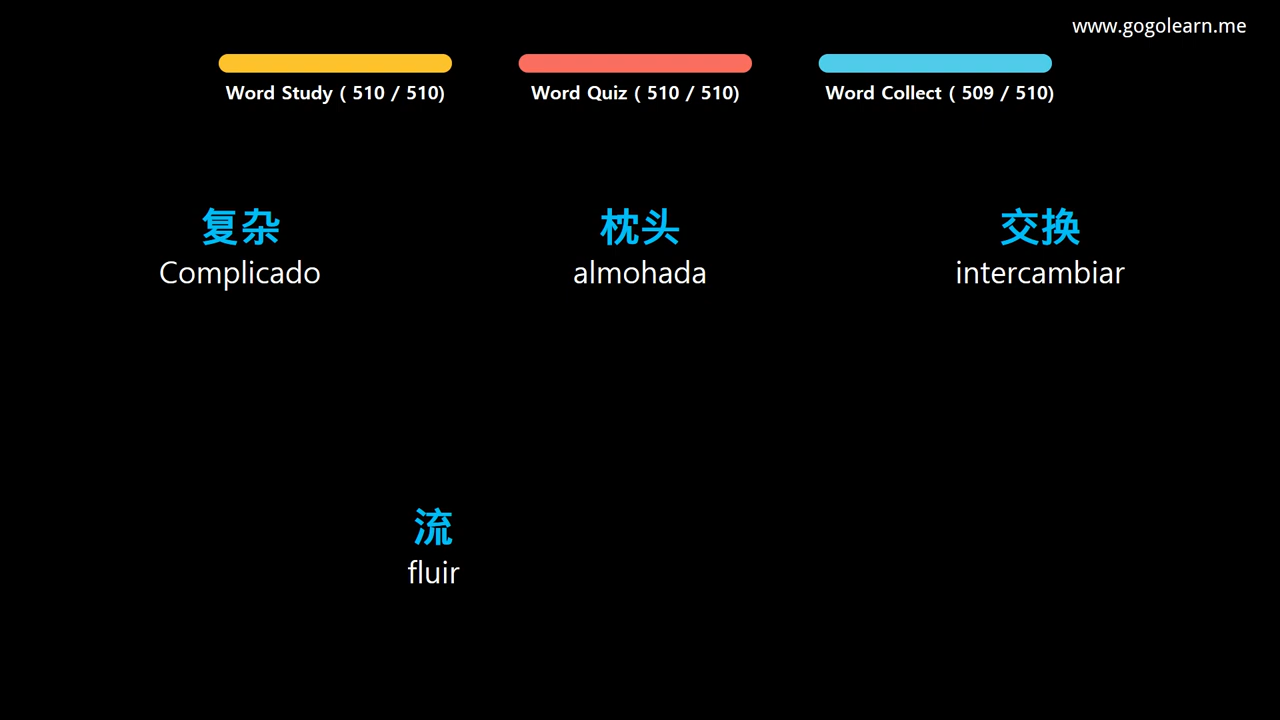 www.gogolearn.me
Word Study ( 510 / 510)
Word Quiz ( 510 / 510)
Word Collect ( 509 / 510)
复杂
Complicado
枕头
almohada
交换
intercambiar
流
fluir